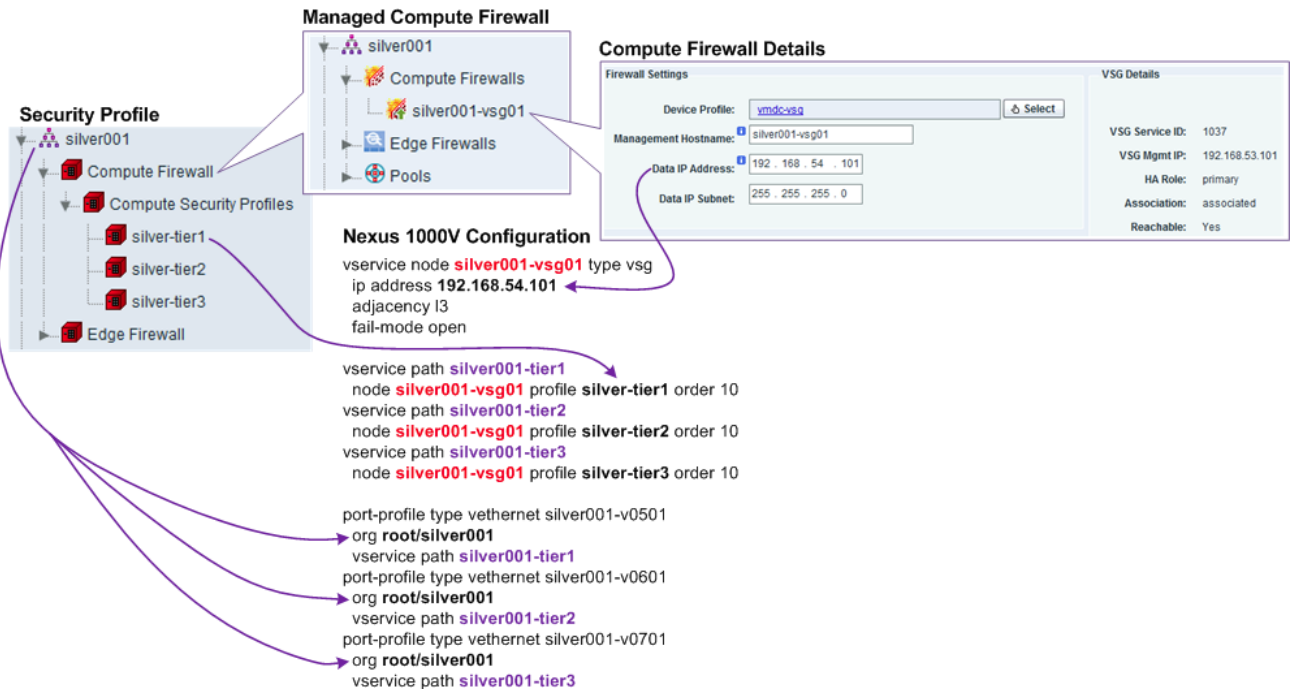 Managed Compute Firewall
silver001
Compute Firewalls
silver001-vsg01
Edge Firewalls
Pools
Compute Firewall Details
Firewall Settings
Device Profile: vmdc-vsg Select
Management Hostname: silver001-vsg01
Data IP Address: 192 . 168 . 54 . 101
Data IP Subnet: 255 . 255 . 255 . 0
VSG Details
VSG Service ID: 1037
VSG Mgmt IP: 192.168.53.101
HA Role: primary
Association: associated
Reachable: Yes
Security Profile
silver001
Compute Firewall
Compute Security Profiles
silver-tier1
silver-tier2
silver-tier3
Edge Firewall
Nexus 1000V Configuration
vservice node silver001-vsg01 type vsg
ip address 192.168.54.101
adjacency l3
fail-mode open
vservice path silver001-tier1
node silver001-vsg01 profile silver-tier1 order 10
vservice path silver001-tier2
node silver001-vsg01 profile silver-tier2 order 10
vservice path silver001-tier3
node silver001-vsg01 profile silver-tier3 order 10
port-profile type vethernet silver001-v0501
org root/silver001
vservice path silver001-tier1
port-profile type vethernet silver001-v0601
org root/silver001
vservice path silver001-tier2
port-profile type vethernet silver001-v0701
org root/silver001
vservice path silver001-tier3